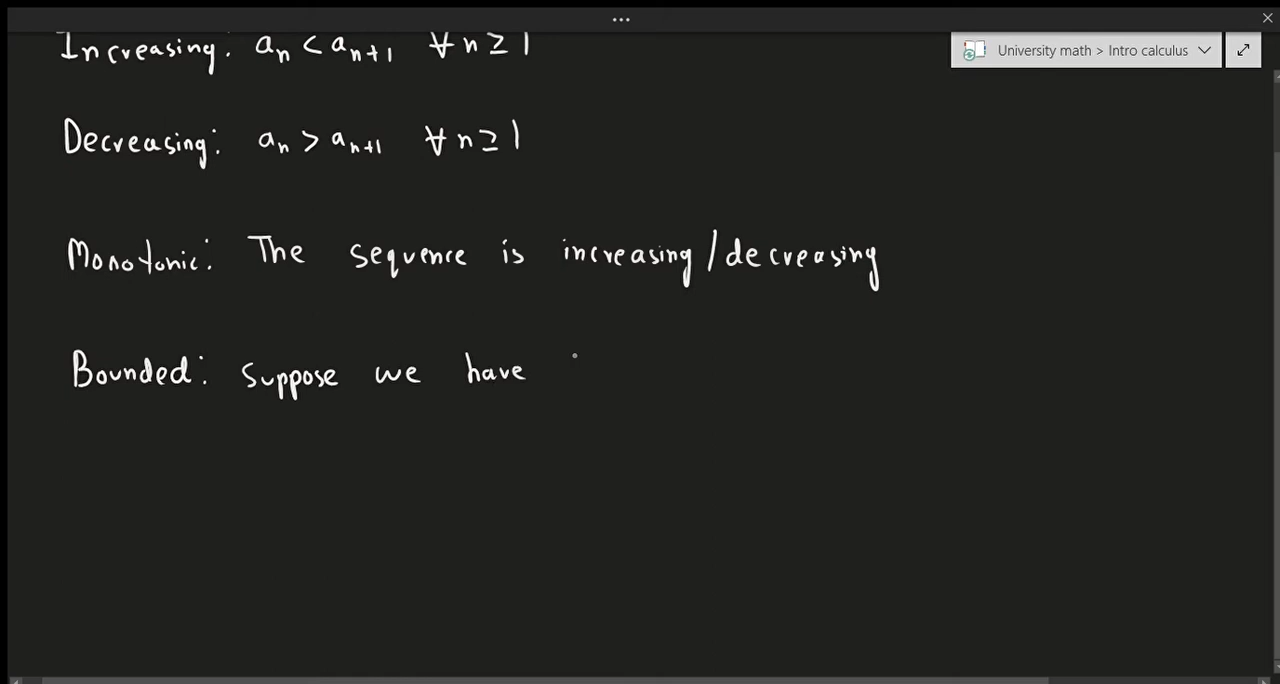 ...
University math > Intro calculus
Increasing: aₙ < aₙ₊₁ ∀ n ≥ 1
Decreasing: aₙ > aₙ₊₁ ∀ n ≥ 1
Monotonic: The sequence is increasing/decreasing
Bounded: Suppose we have